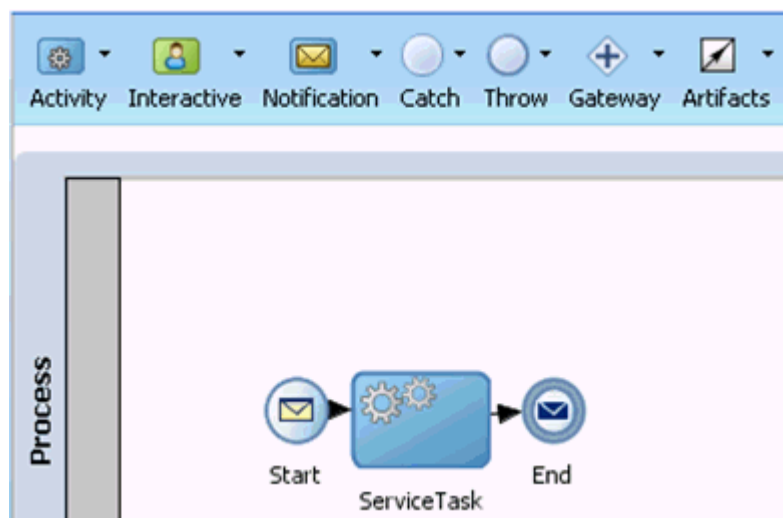 Activity Interactive Notification Catch Throw Gateway Artifacts
Process
Start
ServiceTask
End